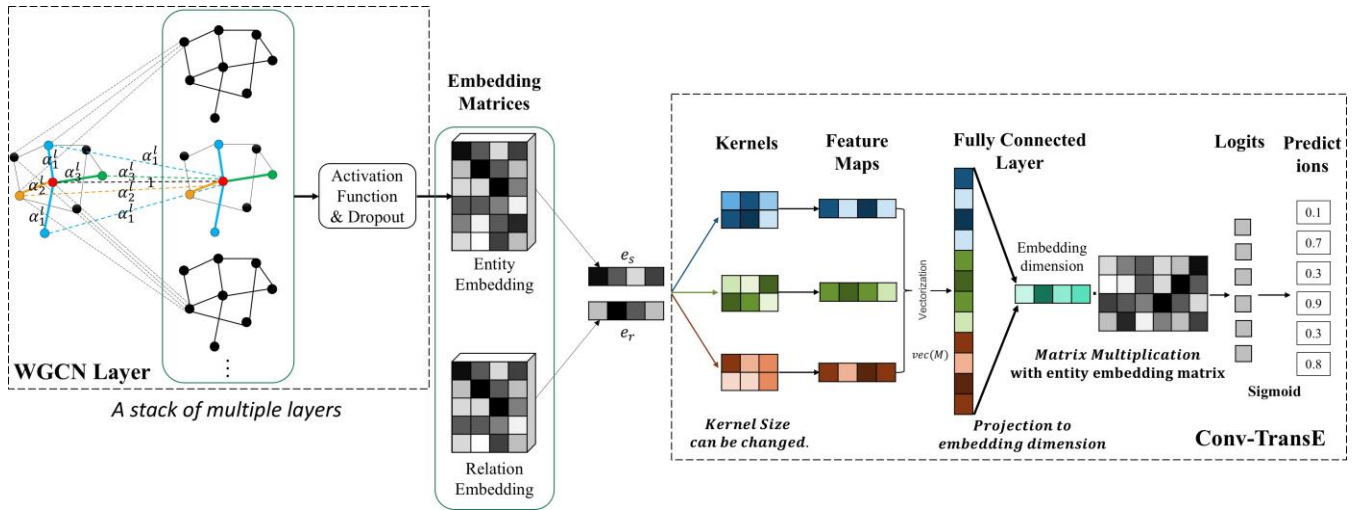 α₁ˡ
α₃ˡ
α₂ˡ
α₁ˡ
α₁ˡ
α₃ˡ
1
α₂ˡ
α₁ˡ
⋮
WGCN Layer
A stack of multiple layers
Activation
Function
& Dropout
Embedding
Matrices
Entity
Embedding
Relation
Embedding
eₛ
eᵣ
Kernels
Feature
Maps
Kernel Size
can be changed.
Vectorization
vec(M)
Fully Connected
Layer
Embedding
dimension
.
Projection to
embedding dimension
Matrix Multiplication
with entity embedding matrix
Logits
Sigmoid
Predict
ions
0.1
0.7
0.3
0.9
0.3
0.8
Conv-TransE